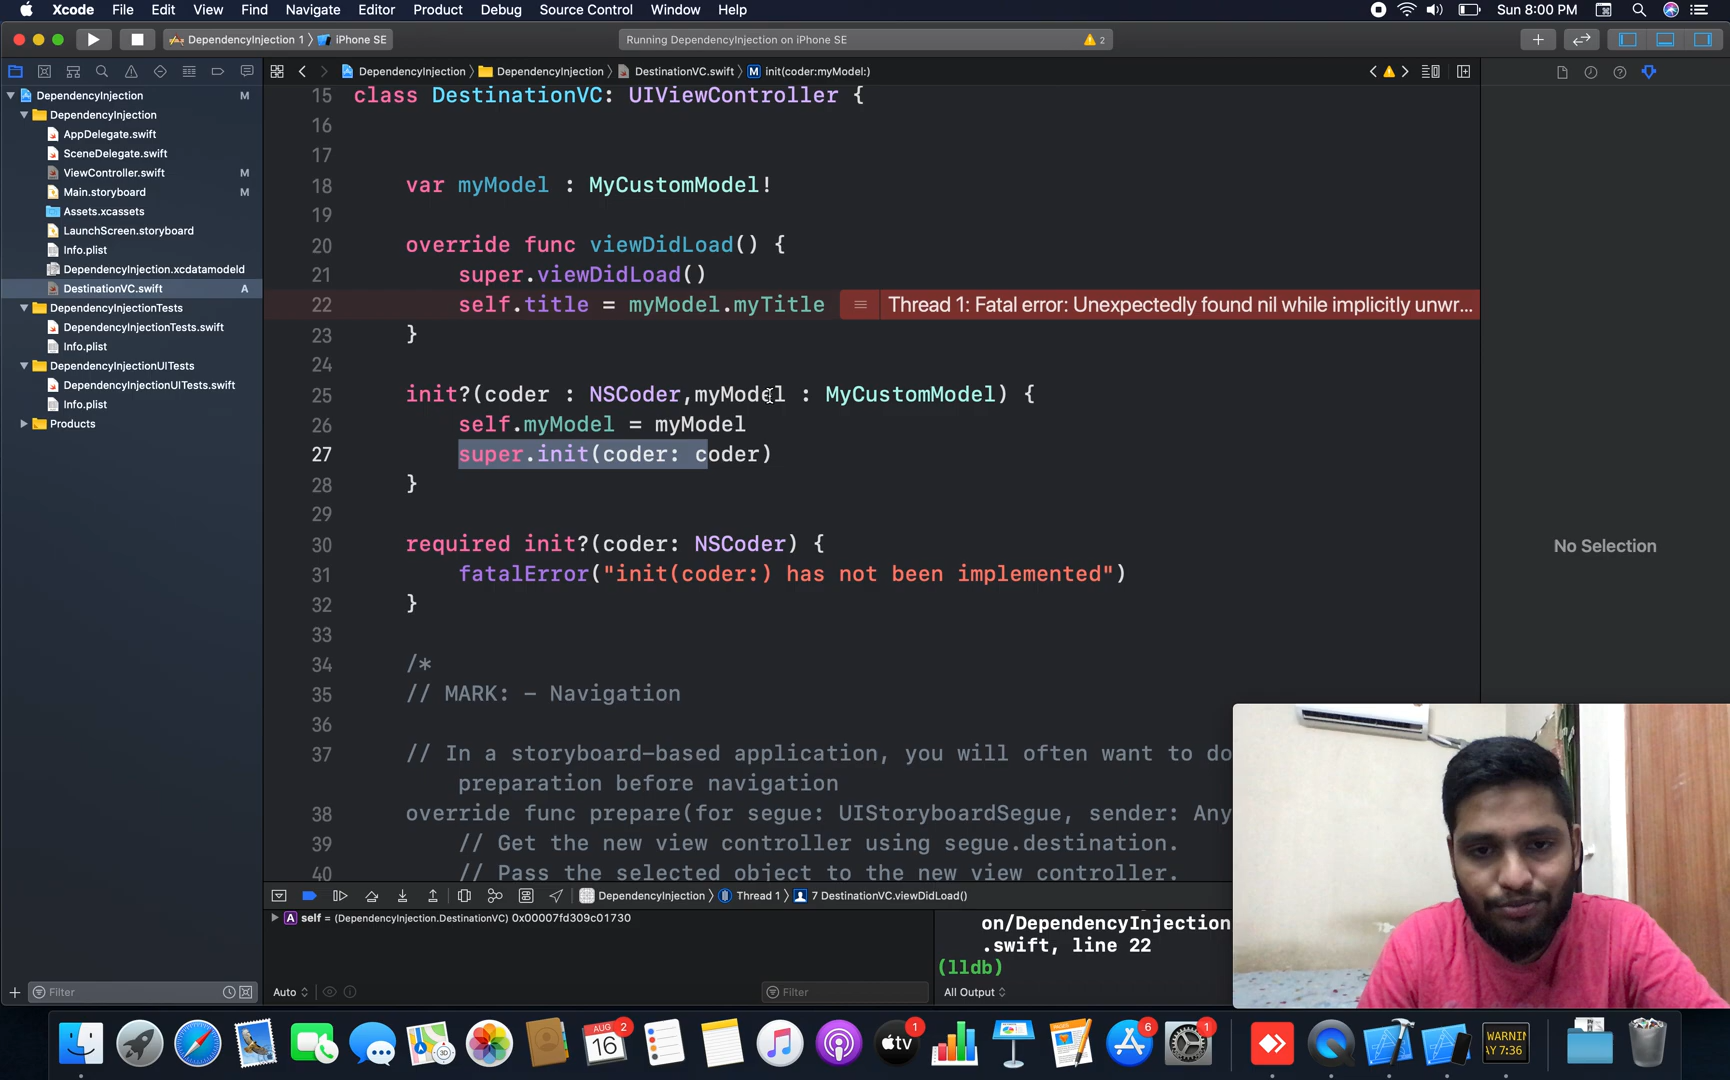 Xcode File Edit View Find Navigate Editor Product Debug Source Control Window Help Sun 8:00 PM
DependencyInjection 1 〉 iPhone SE Running DependencyInjection on iPhone SE 2
DependencyInjection 〉 DependencyInjection 〉 DestinationVC.swift 〉 M init(coder:myModel:)
DependencyInjection M
DependencyInjection
AppDelegate.swift
SceneDelegate.swift
ViewController.swift M
Main.storyboard M
Assets.xcassets
LaunchScreen.storyboard
Info.plist
DependencyInjection.xcdatamodeld
DestinationVC.swift A
DependencyInjectionTests
DependencyInjectionTests.swift
Info.plist
DependencyInjectionUITests
DependencyInjectionUITests.swift
Info.plist
Products
Filter
15 class DestinationVC: UIViewController {
16
17
18 var myModel : MyCustomModel!
19
20 override func viewDidLoad() {
21 super.viewDidLoad()
22 self.title = myModel.myTitle Thread 1: Fatal error: Unexpectedly found nil while implicitly unwr...
23 }
24
25 init?(coder : NSCoder,myModel : MyCustomModel) {
26 self.myModel = myModel
27 super.init(coder: coder)
28 }
29
30 required init?(coder: NSCoder) {
31 fatalError("init(coder:) has not been implemented")
32 }
33
34 /*
35 // MARK: - Navigation
36
37 // In a storyboard-based application, you will often want to do
preparation before navigation
38 override func prepare(for segue: UIStoryboardSegue, sender: Any
39 // Get the new view controller using segue.destination.
40 // Pass the selected object to the new view controller.
No Selection
DependencyInjection 〉 Thread 1 〉 7 DestinationVC.viewDidLoad()
A self = (DependencyInjection.DestinationVC) 0x00007fd309c01730
on/DependencyInjection
.swift, line 22
(lldb)
Auto Filter All Output
AUG 2
16
1
tv
6
1
WARNIN
AY 7:36